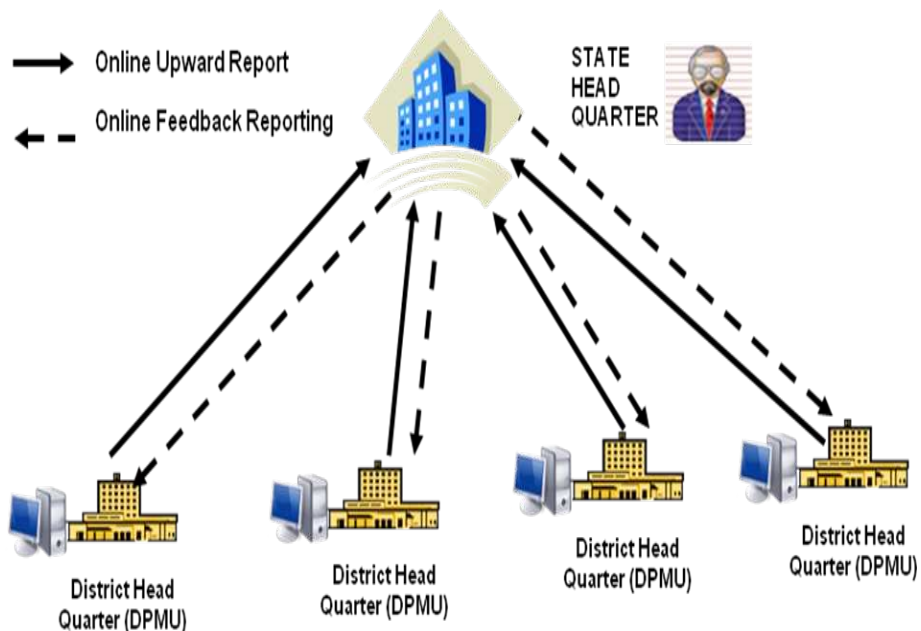 Online Upward Report
Online Feedback Reporting
STATE
HEAD
QUARTER
District Head
Quarter (DPMU)
District Head
Quarter (DPMU)
District Head
Quarter (DPMU)
District Head
Quarter (DPMU)